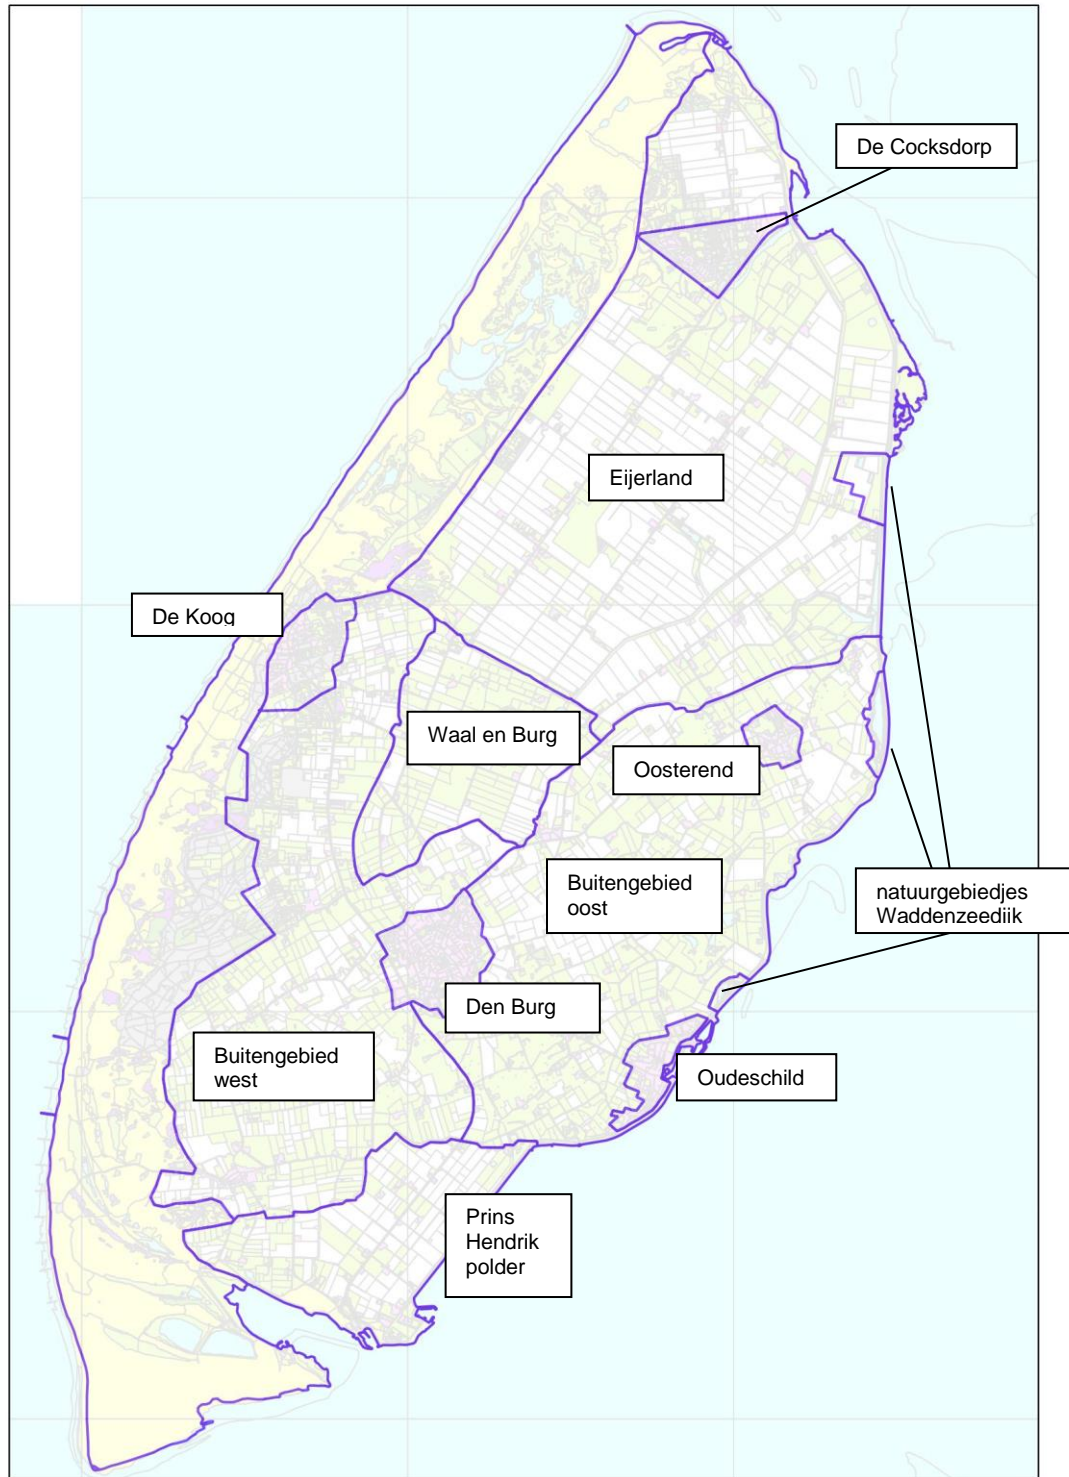 De Cocksdorp
Eijerland
De Koog
Waal en Burg
Oosterend
Buitengebied
oost
natuurgebiedjes
Waddenzeedijk
Den Burg
Buitengebied
west
Oudeschild
Prins
Hendrik
polder